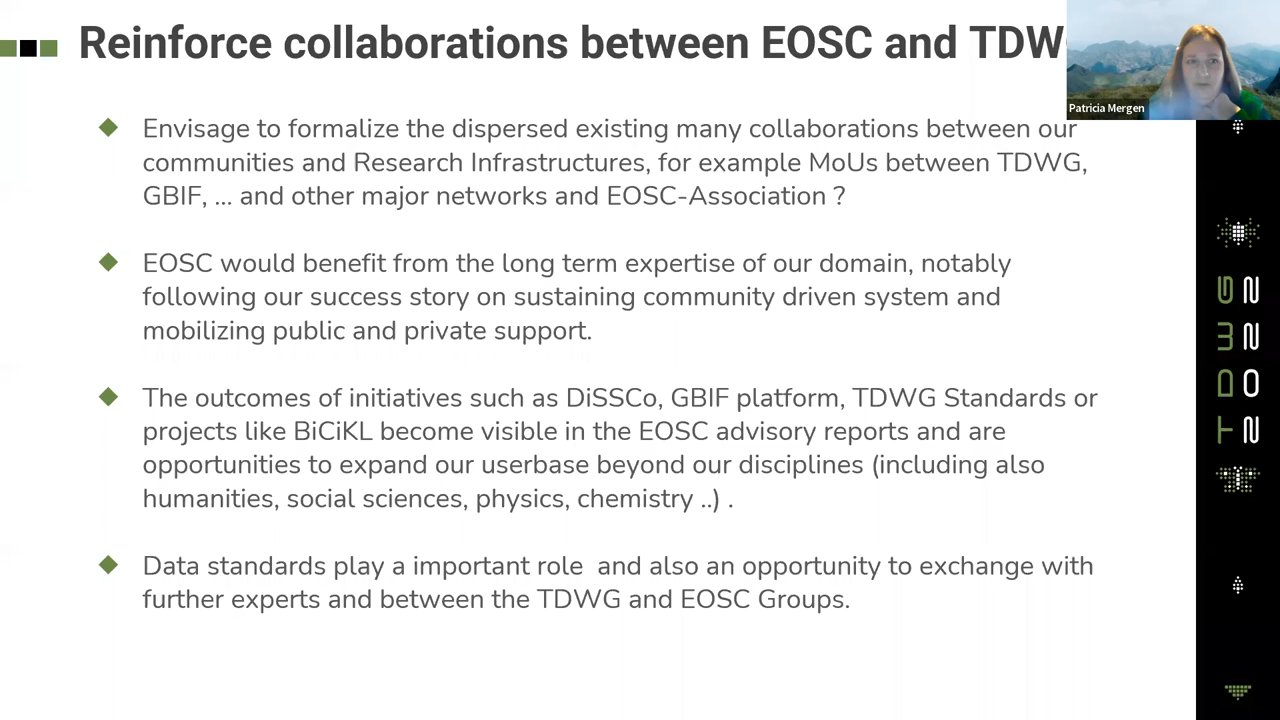 Reinforce collaborations between EOSC and TDW
Patricia Mergen
Envisage to formalize the dispersed existing many collaborations between our
communities and Research Infrastructures, for example MoUs between TDWG,
GBIF, ... and other major networks and EOSC-Association ?
EOSC would benefit from the long term expertise of our domain, notably
following our success story on sustaining community driven system and
mobilizing public and private support.
The outcomes of initiatives such as DiSSCo, GBIF platform, TDWG Standards or
projects like BiCiKL become visible in the EOSC advisory reports and are
opportunities to expand our userbase beyond our disciplines (including also
humanities, social sciences, physics, chemistry ..) .
Data standards play a important role  and also an opportunity to exchange with
further experts and between the TDWG and EOSC Groups.
TDWG
2022